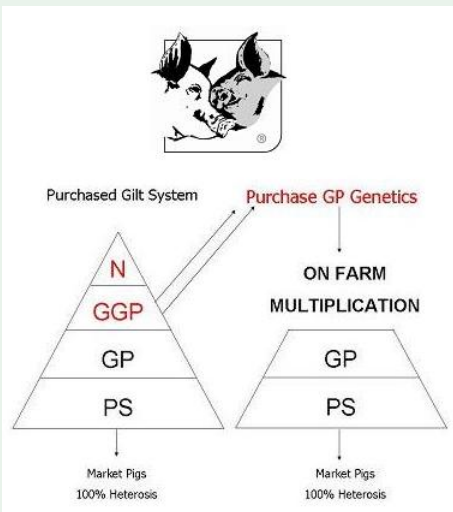 ®
Purchased Gilt System
Purchase GP Genetics
N
GGP
GP
PS
Market Pigs
100% Heterosis
ON FARM
MULTIPLICATION
GP
PS
Market Pigs
100% Heterosis